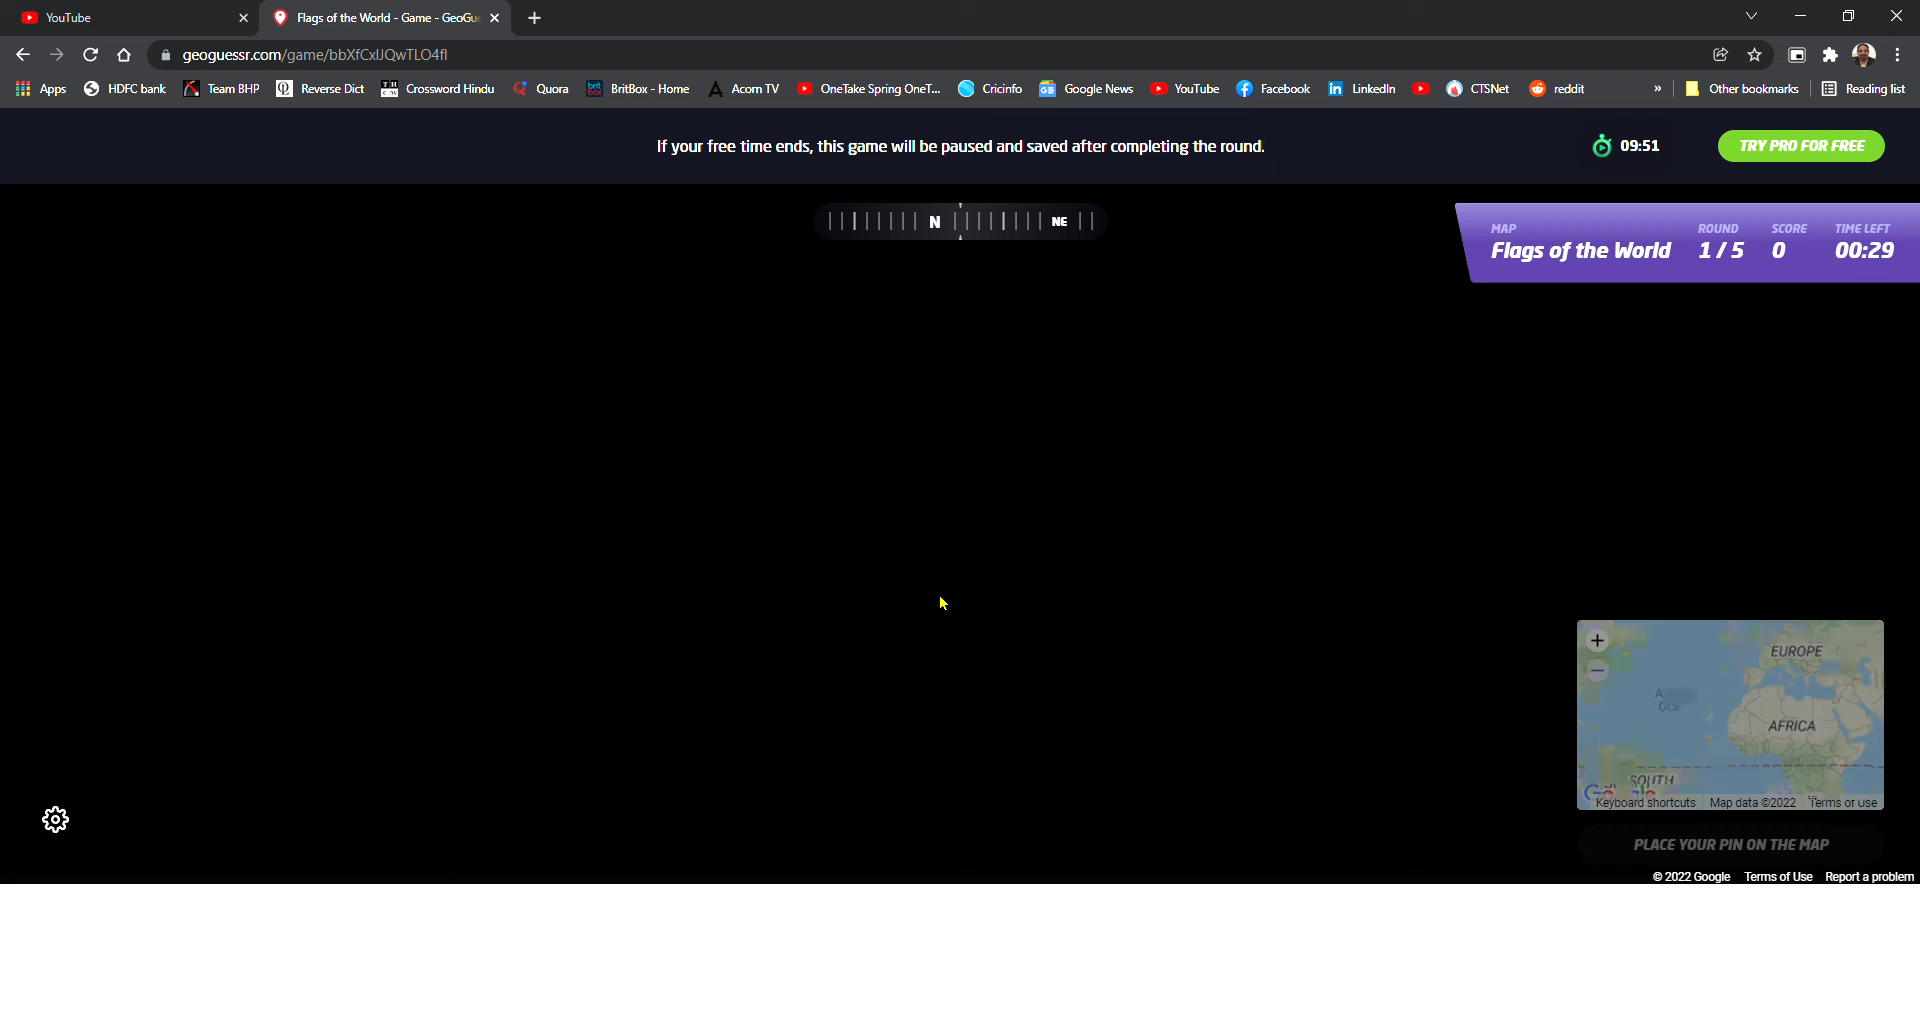 YouTube
Flags of the World - Game - GeoGue
geoguessr.com/game/bbXfCxlJQwTLO4fl
Apps HDFC bank Team BHP Reverse Dict Crossword Hindu Quora BritBox - Home Acorn TV OneTake Spring OneT... Cricinfo Google News YouTube Facebook LinkedIn CTSNet reddit » Other bookmarks Reading list
If your free time ends, this game will be paused and saved after completing the round.
09:51
TRY PRO FOR FREE
N NE
MAP ROUND SCORE TIME LEFT
Flags of the World 1 / 5 0 00:29
EUROPE
AFRICA
SOUTH
Google
Keyboard shortcuts Map data ©2022 Terms of Use
PLACE YOUR PIN ON THE MAP
© 2022 Google Terms of Use Report a problem